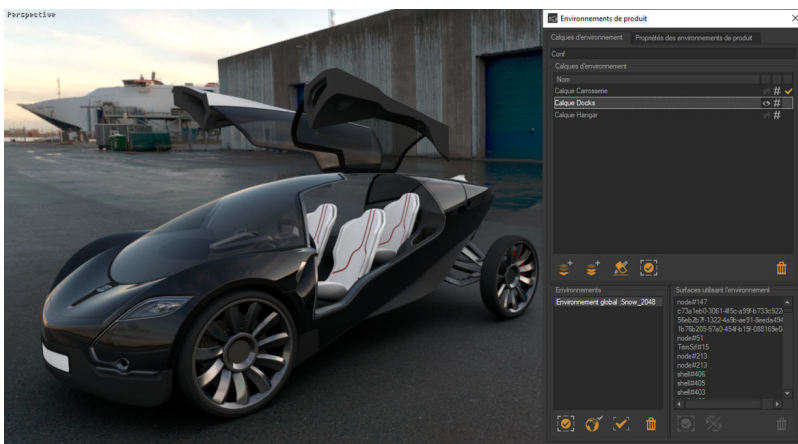 Perspective
Environnements de produit
Calques d'environnement
Propriétés des environnements de produit
Conf
Calques d'environnement
Nom
Calque Carrosserie
Calque Docks
Calque Hangar
Environnements
Surfaces utilisant l'environnement
Environnement global :Snow_2048
node#147
node#51
node#213
node#213
shell#406
shell#405
shell#403